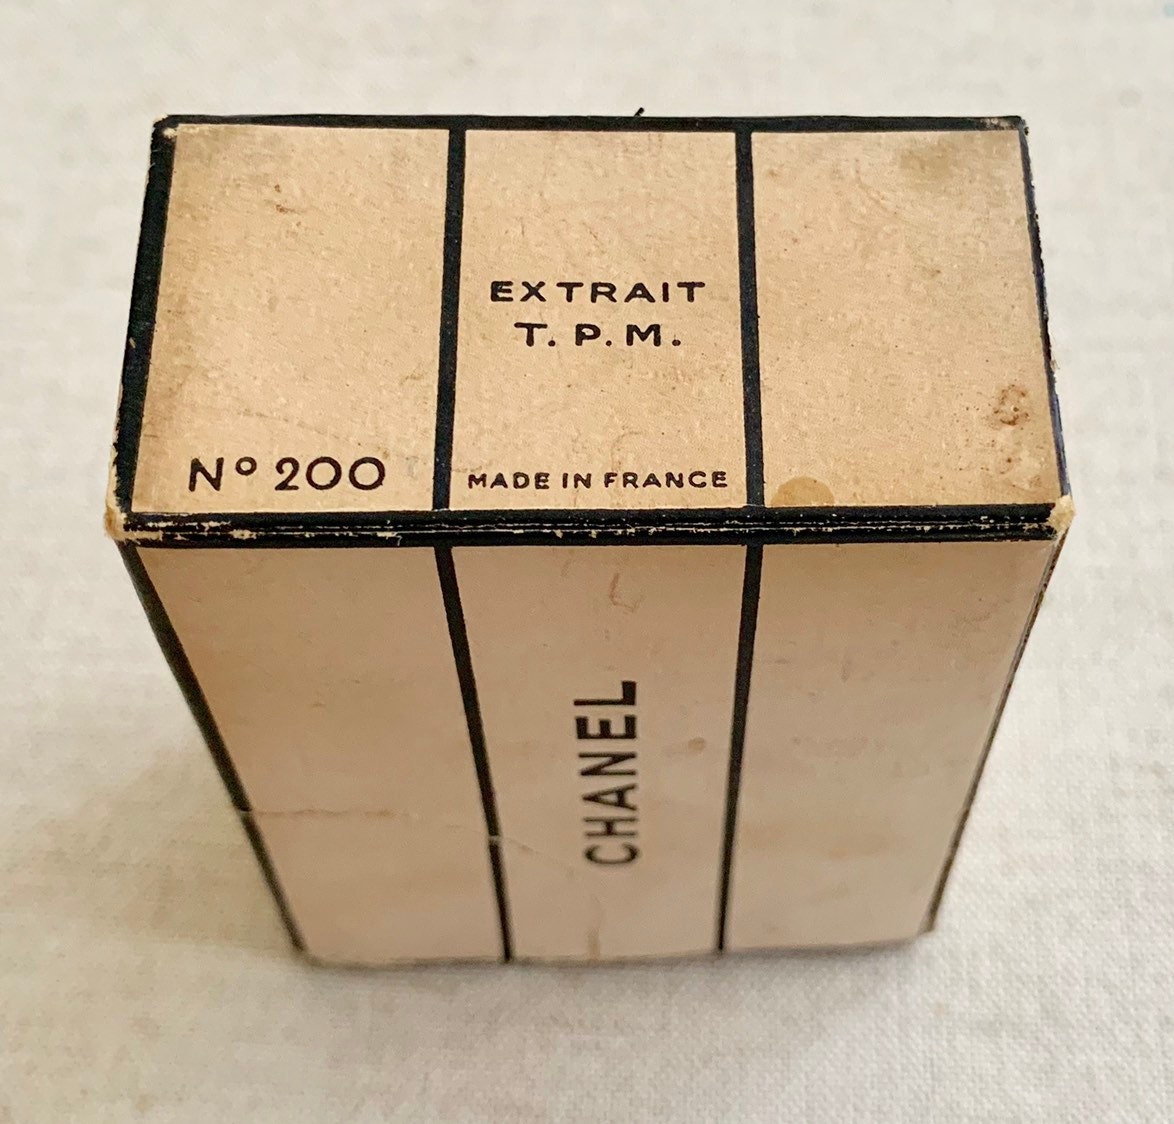 EXTRAIT
T. P. M.
Nº 200
MADE IN FRANCE
CHANEL